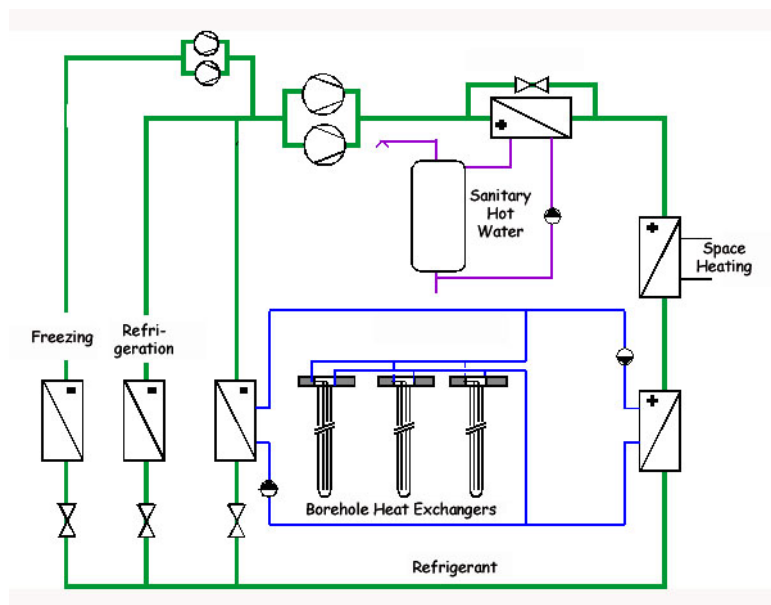 Sanitary
Hot
Water
Space
Heating
Freezing
Refri-
geration
Borehole Heat Exchangers
Refrigerant